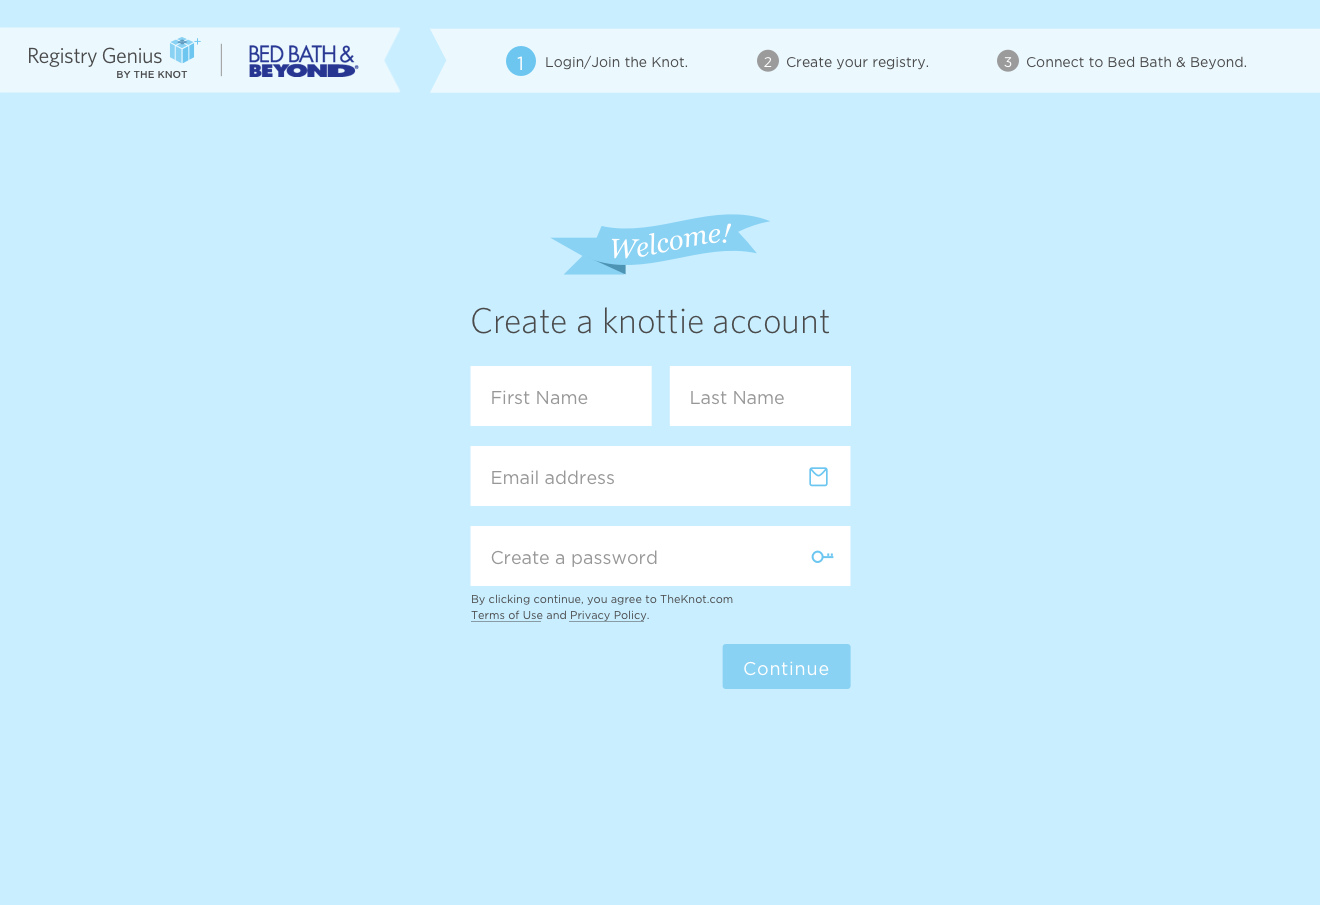 Registry Genius
BY THE KNOT
BED BATH &
BEYOND®
1 Login/Join the Knot.
2 Create your registry.
3 Connect to Bed Bath & Beyond.
Welcome!
Create a knottie account
First Name
Last Name
Email address
Create a password
By clicking continue, you agree to TheKnot.com
Terms of Use and Privacy Policy.
Continue